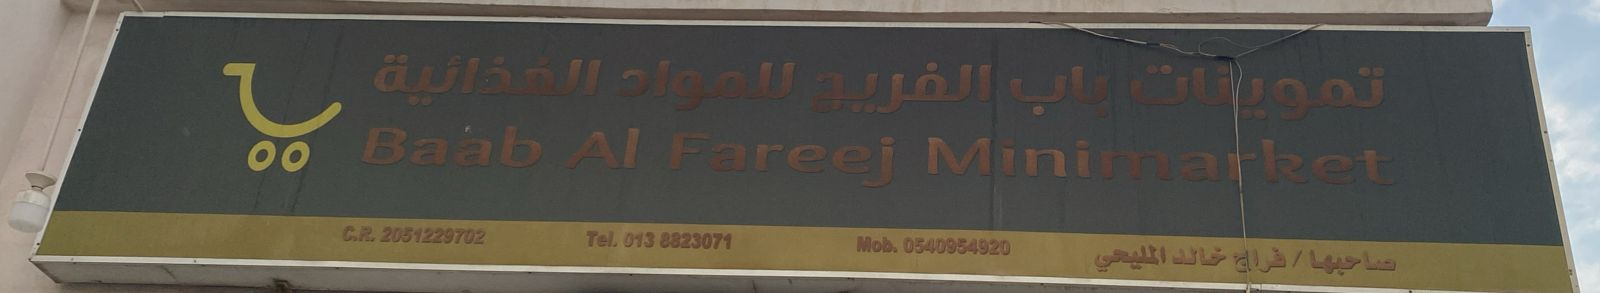 تموينات باب الفريج للمواد الغذائية
Baab Al Fareej Minimarket
C.R. 2051229702 Tel. 013 8823071 Mob. 0540954920 صاحبها / فراج خالد المليحي